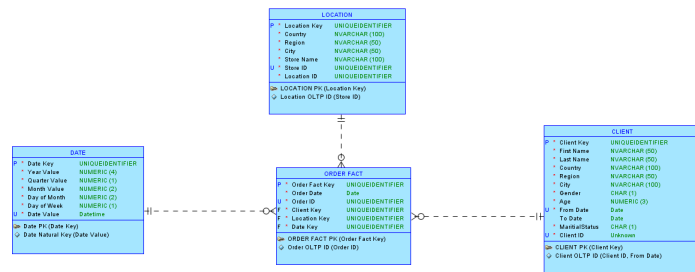 LOCATION
P * Location Key UNIQUEIDENTIFIER
* Country NVARCHAR (100)
* Region NVARCHAR (50)
* City NVARCHAR (50)
* Store Name NVARCHAR (100)
U * Store ID UNIQUEIDENTIFIER
* Location ID UNIQUEIDENTIFIER
LOCATION PK (Location Key)
Location OLTP ID (Store ID)
DATE
P * Date Key UNIQUEIDENTIFIER
* Year Value NUMERIC (4)
* Quarter Value NUMERIC (1)
* Month Value NUMERIC (2)
* Day of Month NUMERIC (2)
* Day of Week NUMERIC (1)
U * Date Value Datetime
Date PK (Date Key)
Date Natural Key (Date Value)
ORDER FACT
P * Order Fact Key UNIQUEIDENTIFIER
* Order Date Date
U * Order ID UNIQUEIDENTIFIER
F * Client Key UNIQUEIDENTIFIER
F * Location Key UNIQUEIDENTIFIER
F * Date Key UNIQUEIDENTIFIER
ORDER FACT PK (Order Fact Key)
Order OLTP ID (Order ID)
CLIENT
P * Client Key UNIQUEIDENTIFIER
* First Name NVARCHAR (50)
* Last Name NVARCHAR (50)
* Country NVARCHAR (100)
* Region NVARCHAR (50)
* City NVARCHAR (100)
* Gender CHAR (1)
* Age NUMERIC (3)
U * From Date Date
To Date Date
* MaritialStatus CHAR (1)
U * Client ID Unknown
CLIENT PK (Client Key)
Client OLTP ID (Client ID, From Date)